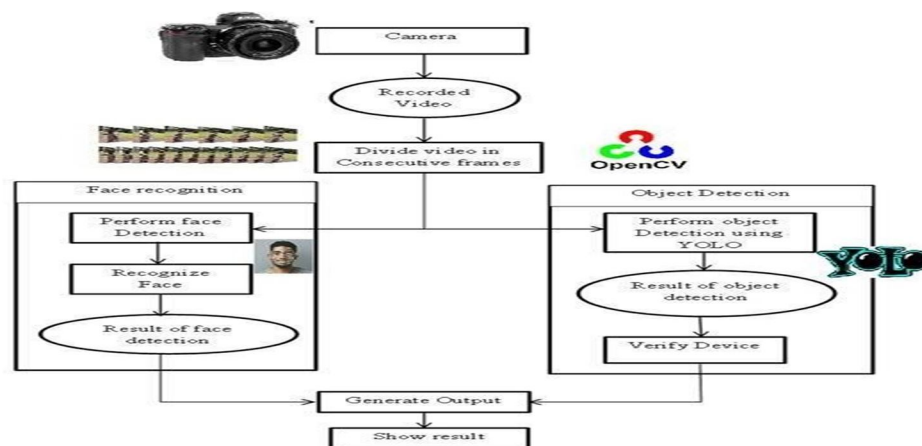 Camera
Recorded
Video
Divide video in
Consecutive frames
OpenCV
Face recognition
Perform face
Detection
Recognize
Face
Result of face
detection
Object Detection
Perform object
Detection using
YOLO
YOLO
Result of object
detection
Verify Device
Generate Output
Show result